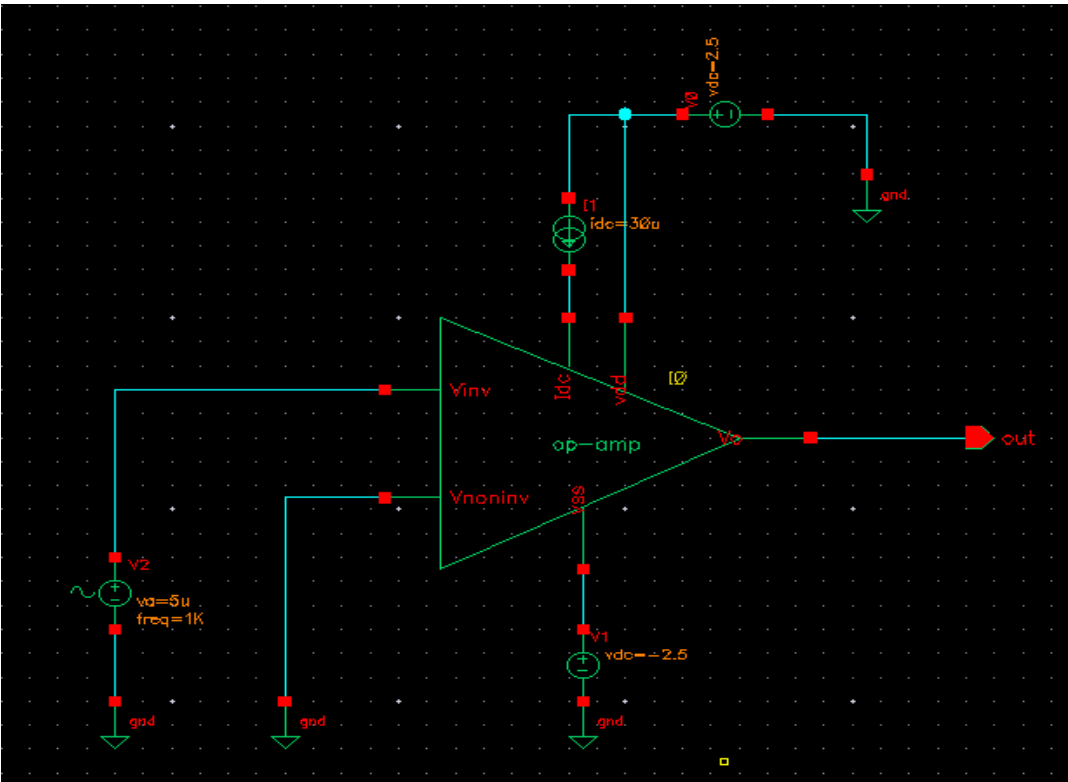 vdc=2.5
V0
gnd
I1
idc=30u
I0
Idc
vdd
Vinv
op-amp
Vo
out
Vnoninv
vss
V2
va=5u
freq=1K
V1
vdc=-2.5
gnd
gnd
gnd